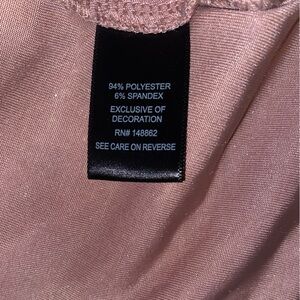 94% POLYESTER
6% SPANDEX
EXCLUSIVE OF
DECORATION
RN# 148862
SEE CARE ON REVERSE